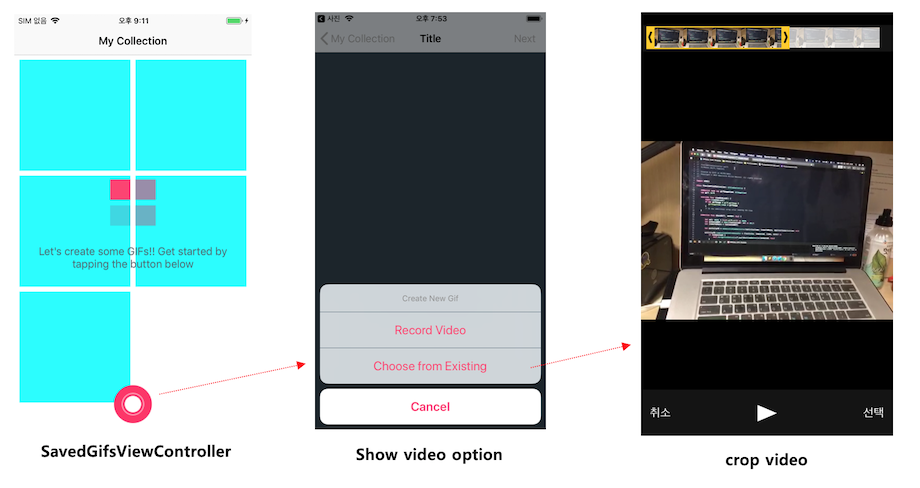 SIM 없음 오후 9:11
My Collection
Let's create some GIFs!! Get started by
tapping the button below
SavedGifsViewController
사진 오후 7:53
My Collection Title Next
Create New Gif
Record Video
Choose from Existing
Cancel
Show video option
취소 선택
crop video